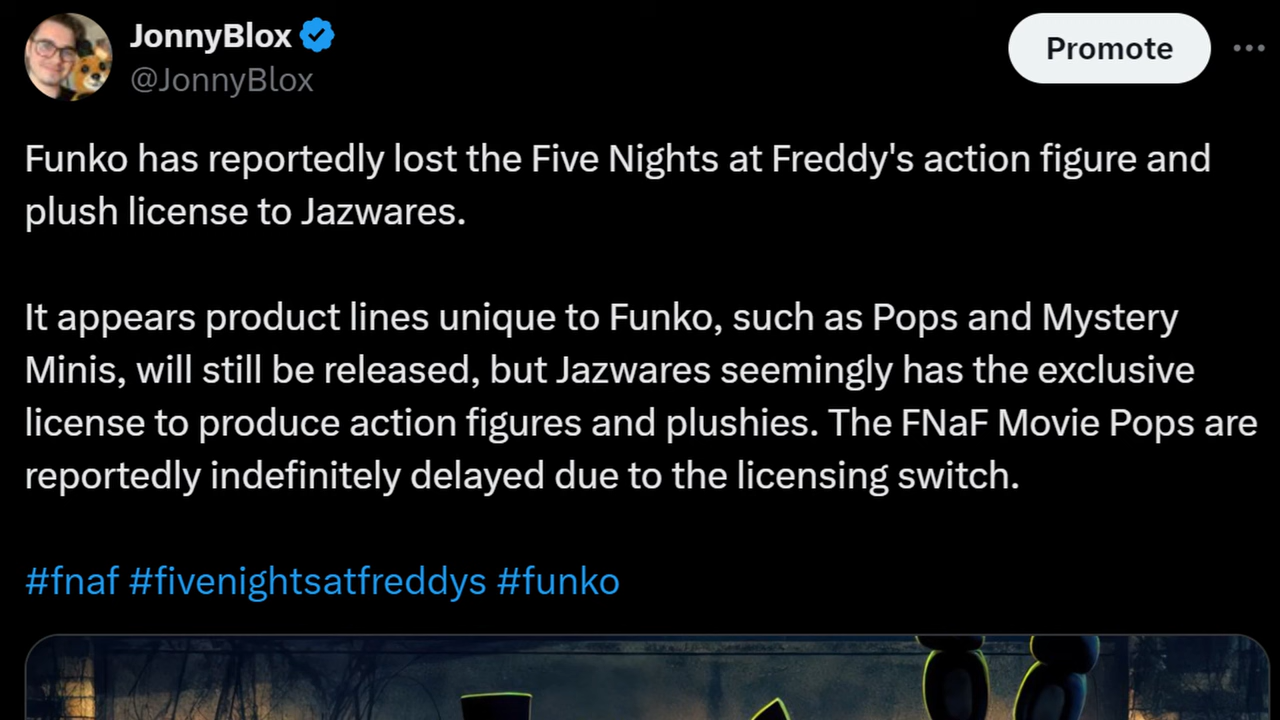 JonnyBlox
@JonnyBlox
Promote
Funko has reportedly lost the Five Nights at Freddy's action figure and
plush license to Jazwares.
It appears product lines unique to Funko, such as Pops and Mystery
Minis, will still be released, but Jazwares seemingly has the exclusive
license to produce action figures and plushies. The FNaF Movie Pops are
reportedly indefinitely delayed due to the licensing switch.
#fnaf #fivenightsatfreddys #funko